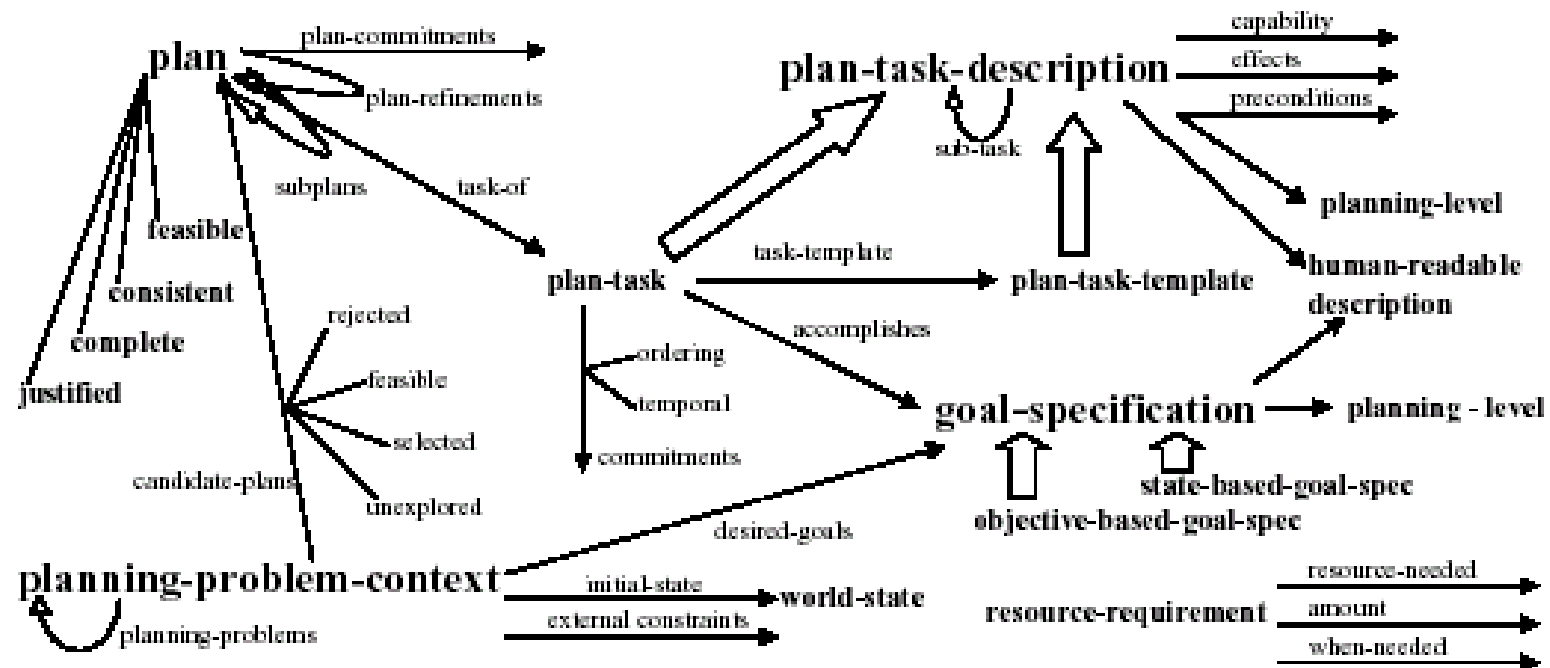 plan
plan-commitments
plan-refinements
subplans
task-of
feasible
consistent
complete
justified
rejected
feasible
selected
unexplored
candidate-plans
planning-problem-context
planning-problems
plan-task
ordering
temporal
commitments
task-template
accomplishes
desired-goals
initial-state
world-state
external constraints
plan-task-description
sub-task
capability
effects
preconditions
planning-level
human-readable
description
plan-task-template
goal-specification
planning - level
state-based-goal-spec
objective-based-goal-spec
resource-requirement
resource-needed
amount
when-needed